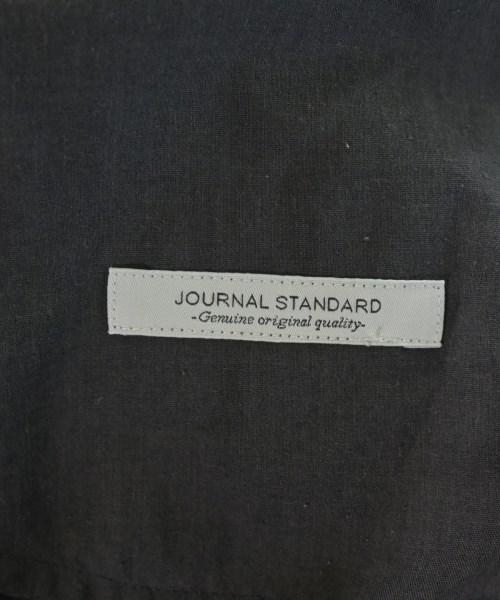 JOURNAL STANDARD
-Genuine original quality-